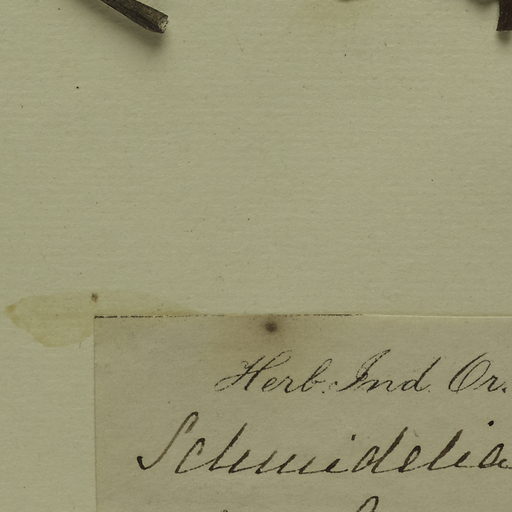 Herb. Ind. Or.
Schmidelia